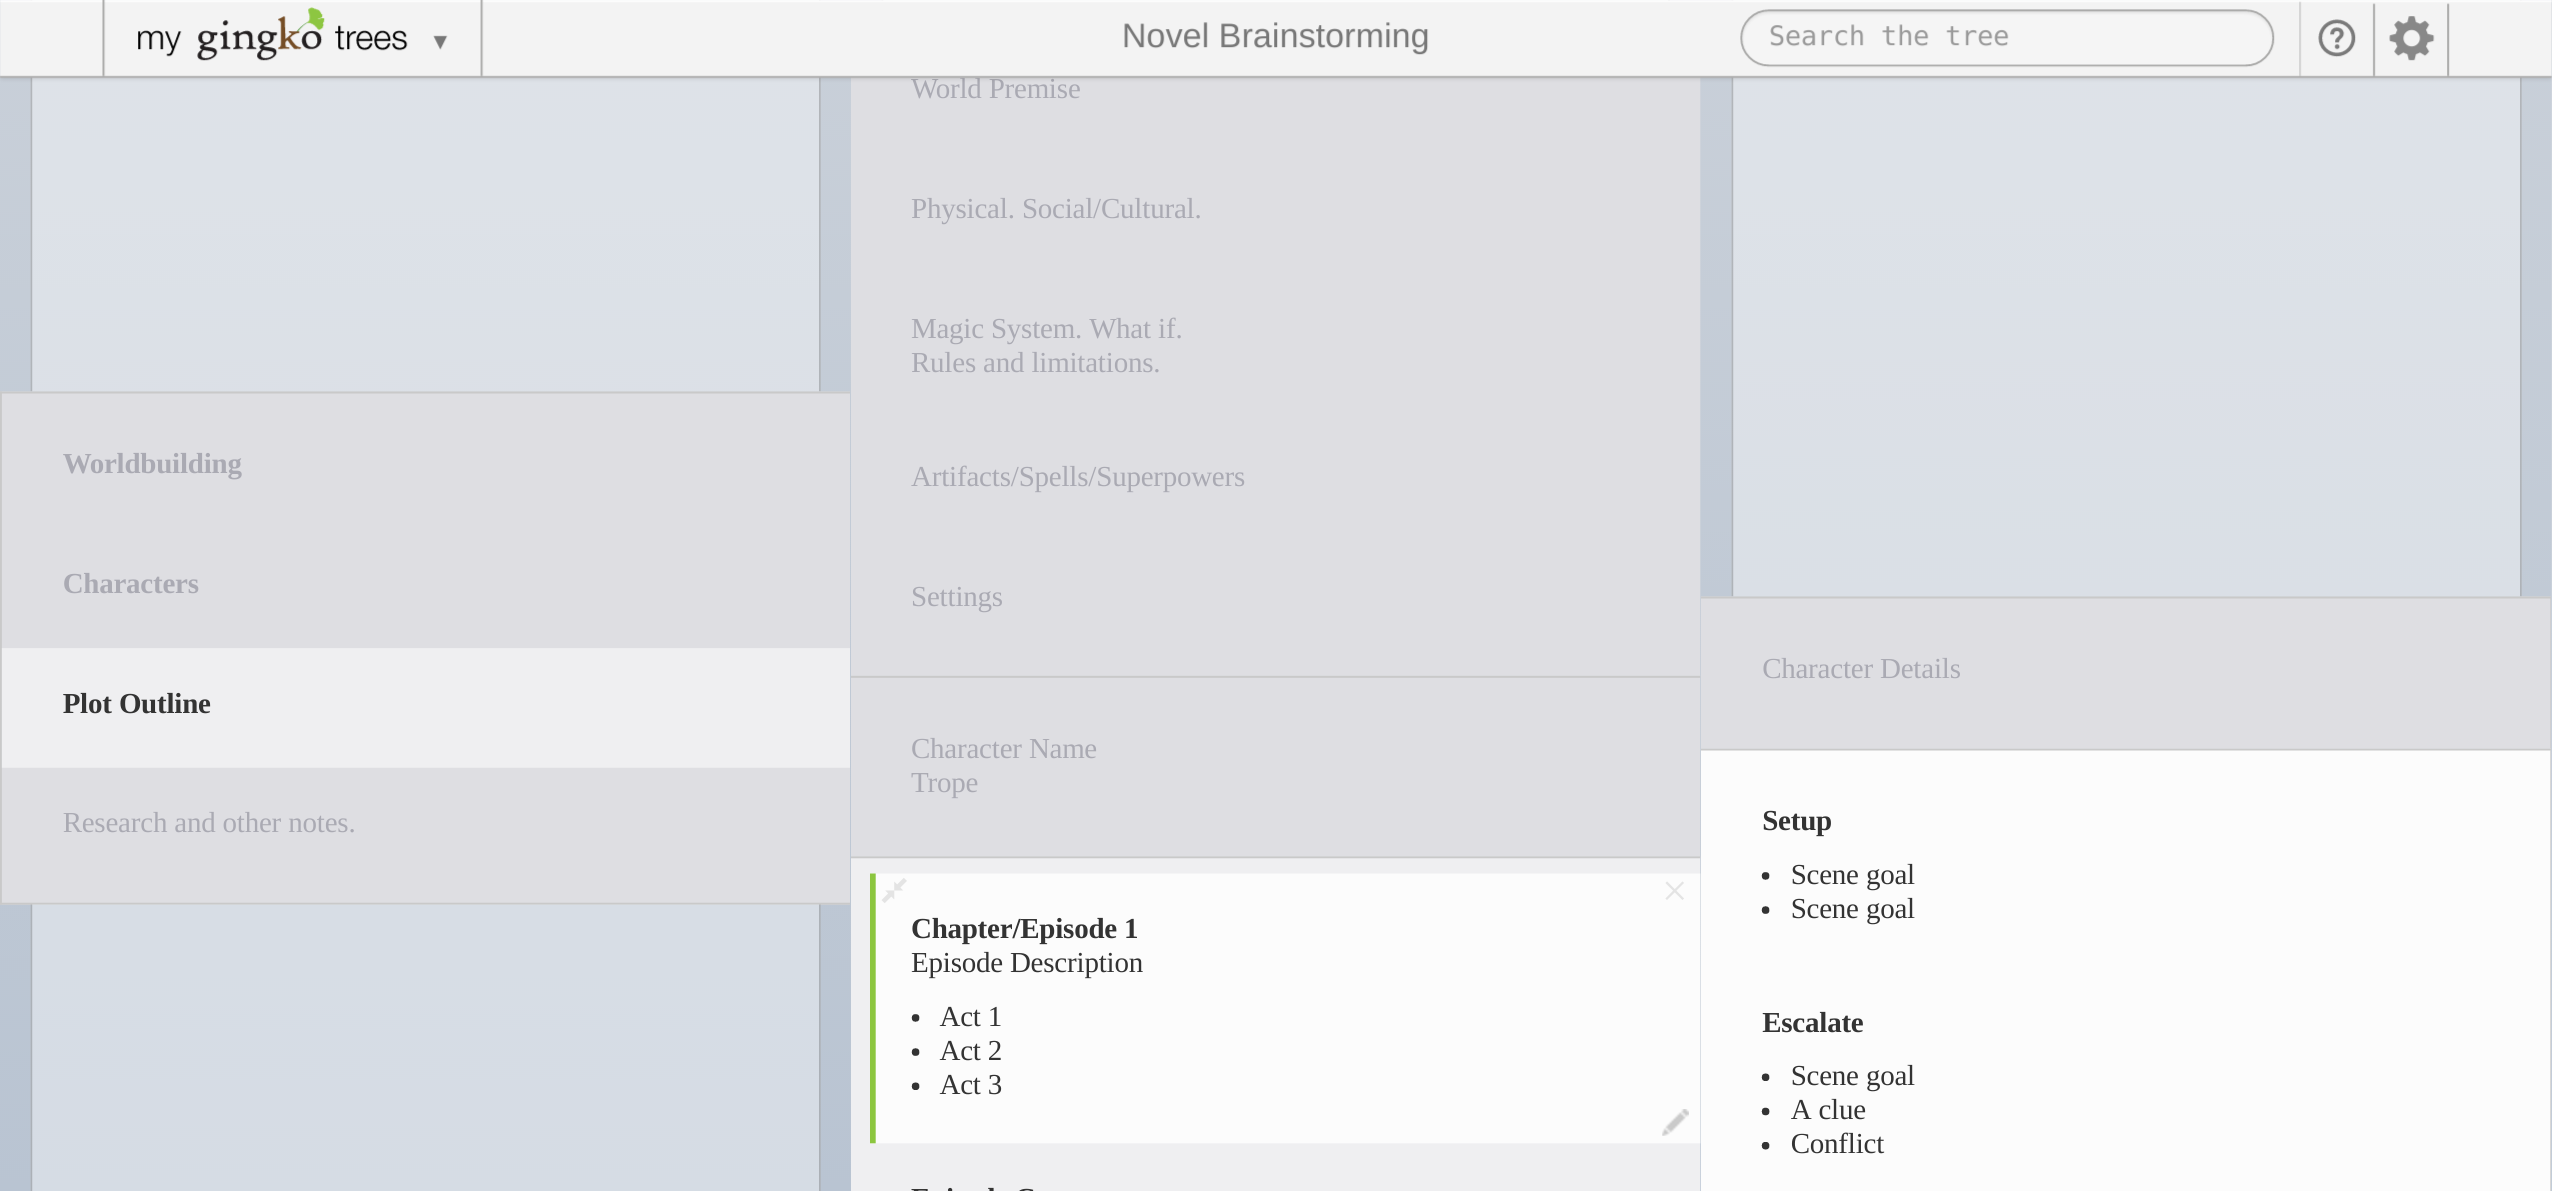 my gingko trees ▼
Novel Brainstorming
Search the tree
Worldbuilding
Characters
Plot Outline
Research and other notes.
World Premise
Physical. Social/Cultural.
Magic System. What if.
Rules and limitations.
Artifacts/Spells/Superpowers
Settings
Character Name
Trope
Chapter/Episode 1
Episode Description
• Act 1
• Act 2
• Act 3
Character Details
Setup
• Scene goal
• Scene goal
Escalate
• Scene goal
• A clue
• Conflict